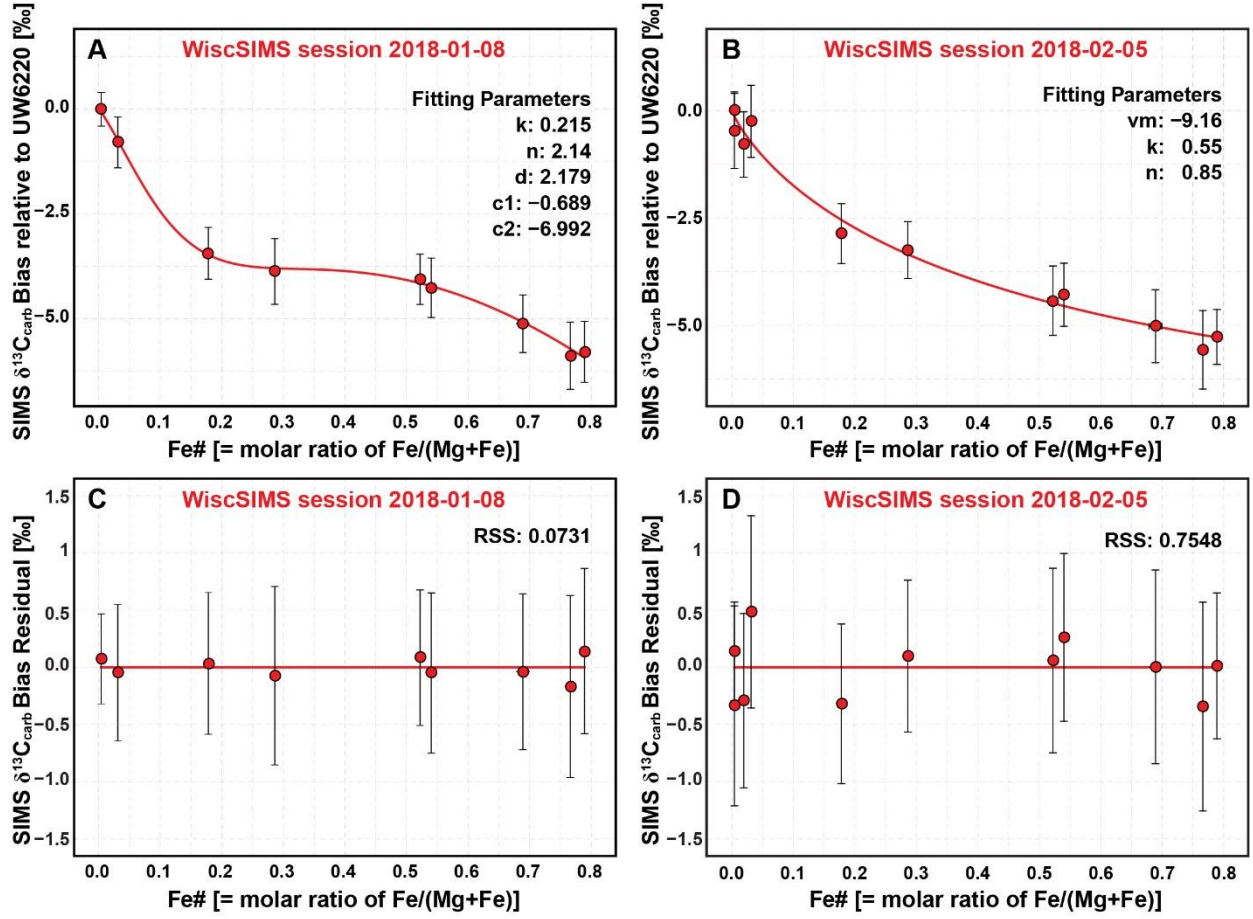 A
WiscSIMS session 2018-01-08
Fitting Parameters
k: 0.215
n: 2.14
d: 2.179
c1: −0.689
c2: −6.992
SIMS δ¹³Ccarb Bias relative to UW6220 [‰]
0.0
−2.5
−5.0
0.0 0.1 0.2 0.3 0.4 0.5 0.6 0.7 0.8
Fe# [= molar ratio of Fe/(Mg+Fe)]
B
WiscSIMS session 2018-02-05
Fitting Parameters
vm: −9.16
k: 0.55
n: 0.85
SIMS δ¹³Ccarb Bias relative to UW6220 [‰]
0.0
−2.5
−5.0
0.0 0.1 0.2 0.3 0.4 0.5 0.6 0.7 0.8
Fe# [= molar ratio of Fe/(Mg+Fe)]
C
WiscSIMS session 2018-01-08
RSS: 0.0731
SIMS δ¹³Ccarb Bias Residual [‰]
1.5
1
0.5
0.0
−0.5
−1.0
−1.5
0.0 0.1 0.2 0.3 0.4 0.5 0.6 0.7 0.8
Fe# [= molar ratio of Fe/(Mg+Fe)]
D
WiscSIMS session 2018-02-05
RSS: 0.7548
SIMS δ¹³Ccarb Bias Residual [‰]
1.5
1
0.5
0.0
−0.5
−1.0
−1.5
0.0 0.1 0.2 0.3 0.4 0.5 0.6 0.7 0.8
Fe# [= molar ratio of Fe/(Mg+Fe)]